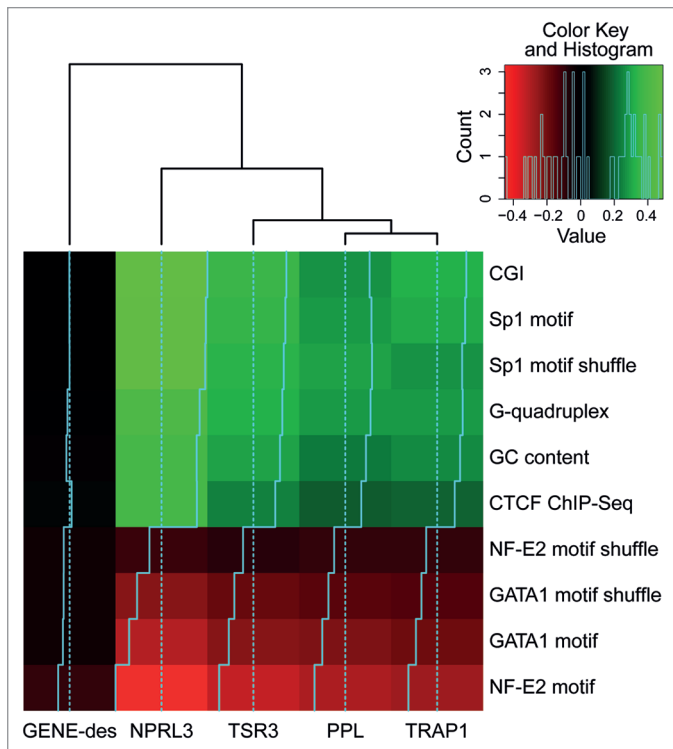 Color Key
and Histogram
Count
0
1
2
3
−0.4 −0.2 0 0.2 0.4
Value
CGI
Sp1 motif
Sp1 motif shuffle
G-quadruplex
GC content
CTCF ChIP-Seq
NF-E2 motif shuffle
GATA1 motif shuffle
GATA1 motif
NF-E2 motif
GENE-des NPRL3 TSR3 PPL TRAP1